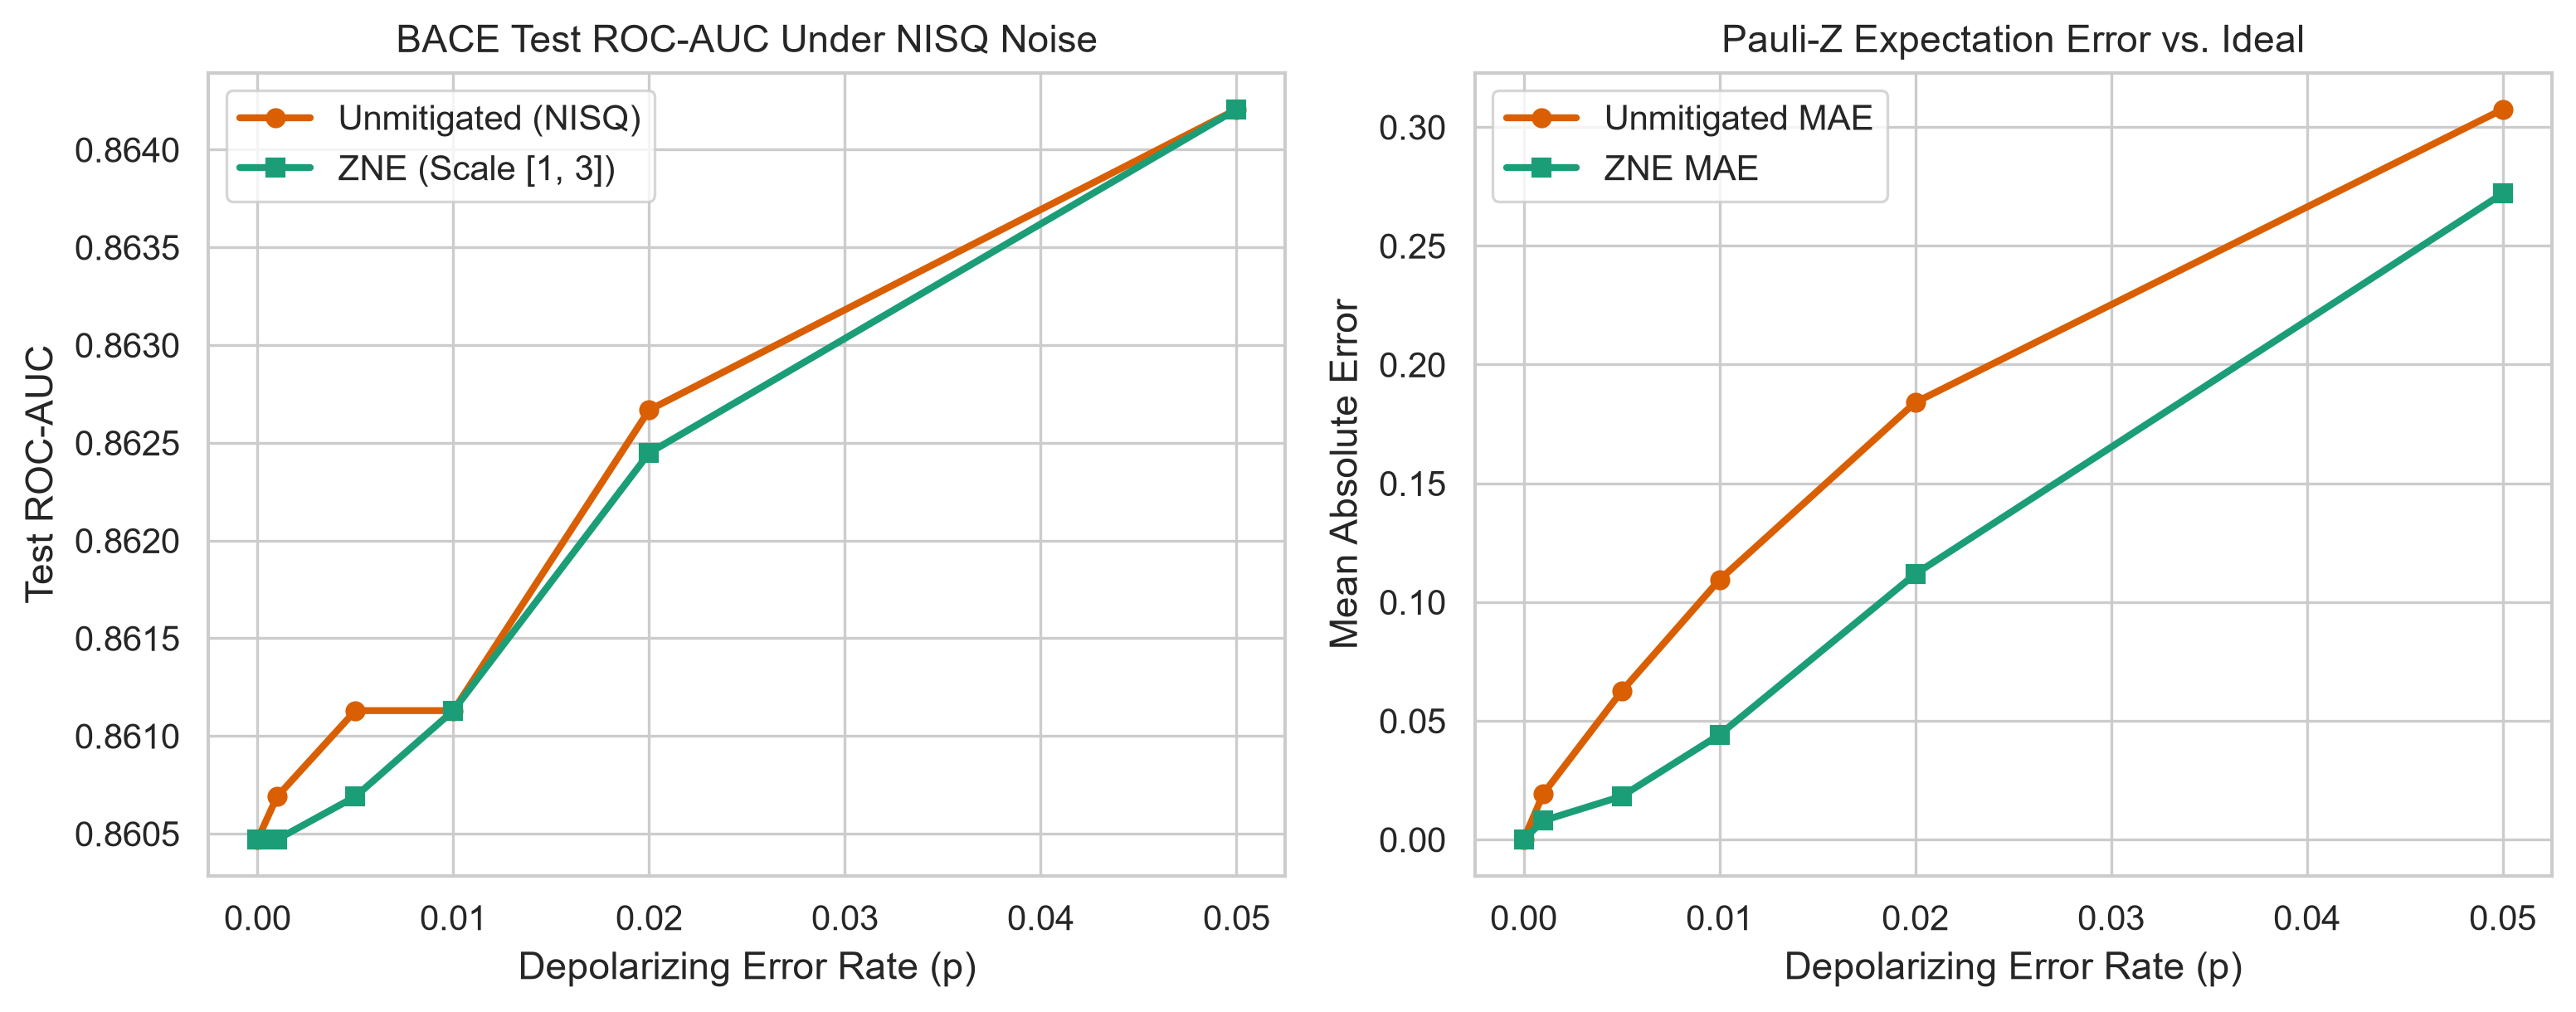 BACE Test ROC-AUC Under NISQ Noise
Unmitigated (NISQ)
ZNE (Scale [1, 3])
0.8640
0.8635
0.8630
0.8625
0.8620
0.8615
0.8610
0.8605
Test ROC-AUC
0.00 0.01 0.02 0.03 0.04 0.05
Depolarizing Error Rate (p)
Pauli-Z Expectation Error vs. Ideal
Unmitigated MAE
ZNE MAE
0.30
0.25
0.20
0.15
0.10
0.05
0.00
Mean Absolute Error
0.00 0.01 0.02 0.03 0.04 0.05
Depolarizing Error Rate (p)